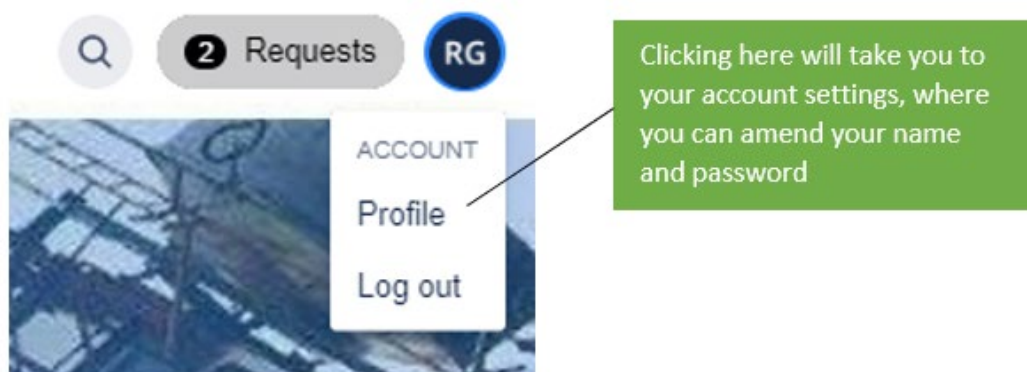 2 Requests RG
ACCOUNT
Profile
Log out
Clicking here will take you to
your account settings, where
you can amend your name
and password